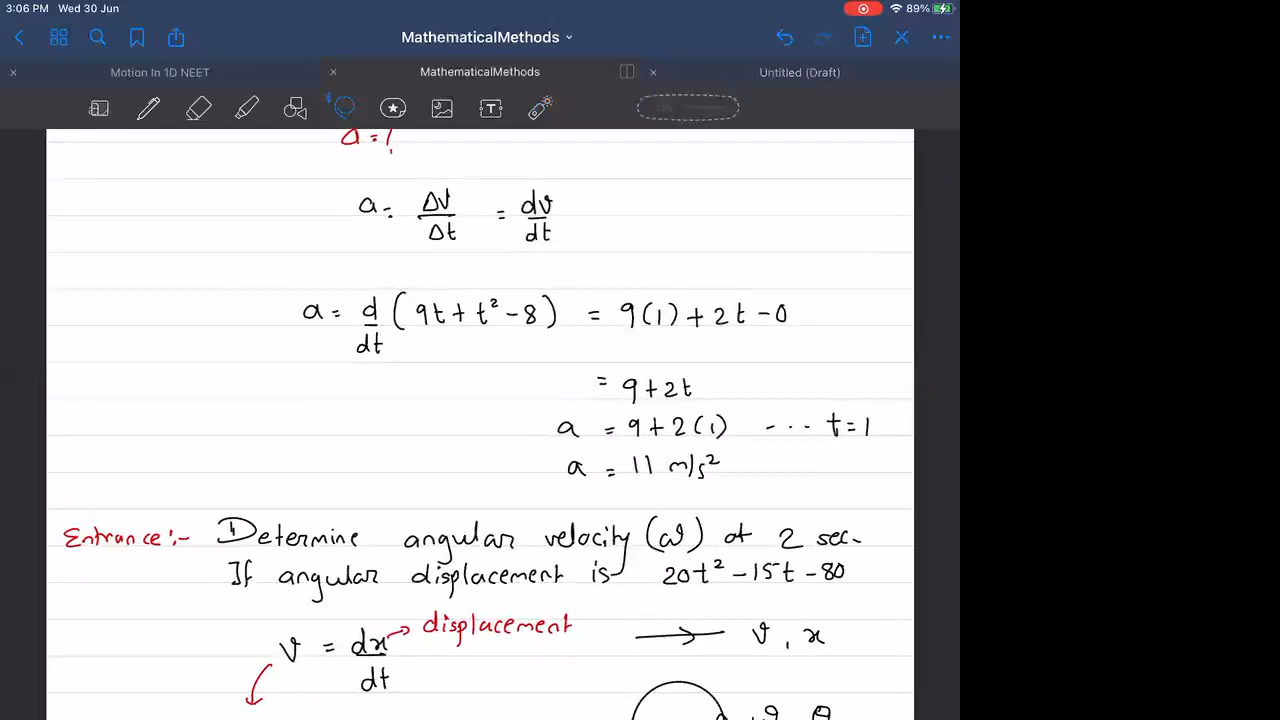 3:06 PM Wed 30 Jun 89%
MathematicalMethods
Motion In 1D NEET MathematicalMethods Untitled (Draft)
a = ?
a = Δv/Δt = dv/dt
a = d/dt (9t + t² - 8) = 9(1) + 2t - 0
= 9 + 2t
a = 9 + 2(1) --- t = 1
a = 11 m/s²
Entrance:- 1) Determine angular velocity (ω) at 2 sec.
If angular displacement is 20t² - 15t - 80
v = dx/dt → displacement → v, x